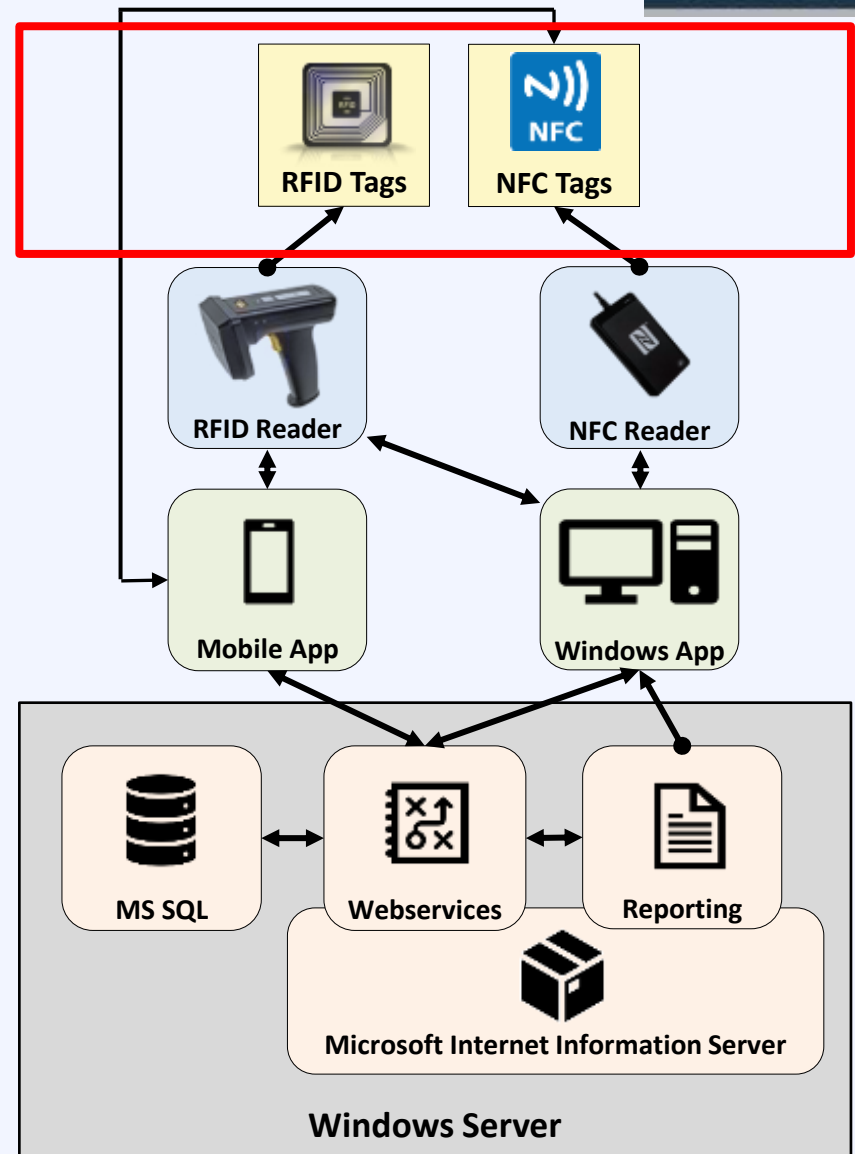 NFC
RFID Tags
NFC Tags
RFID Reader
NFC Reader
Mobile App
Windows App
MS SQL
Webservices
Reporting
Microsoft Internet Information Server
Windows Server